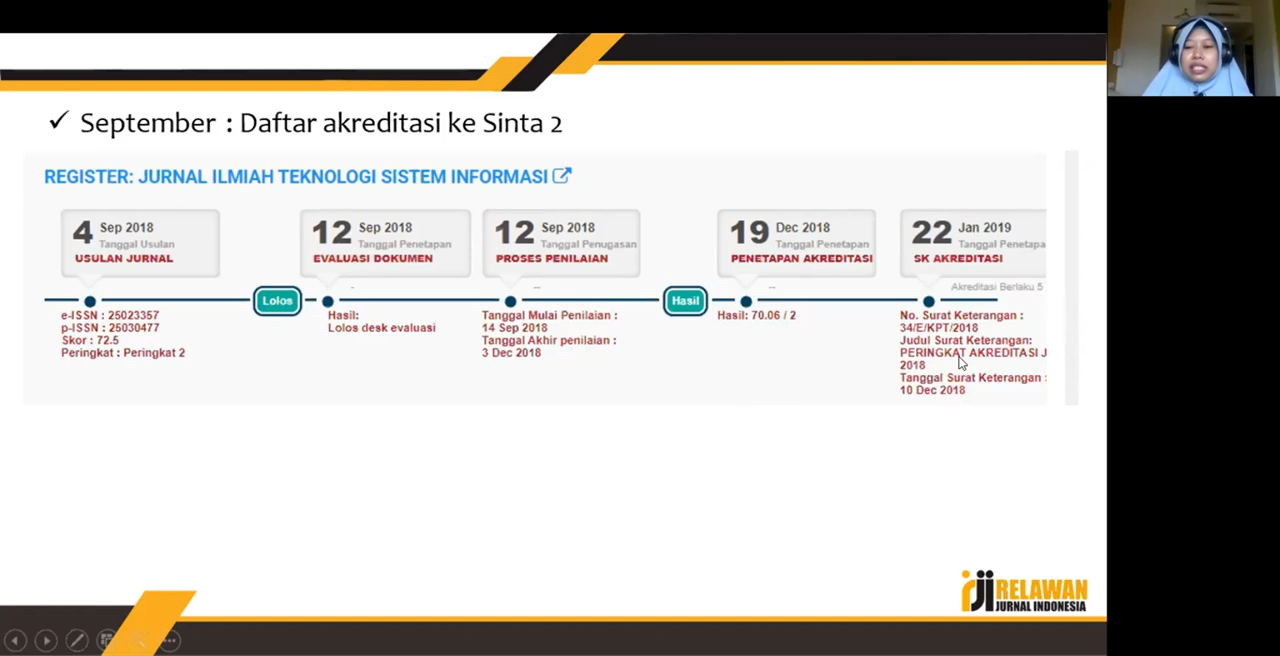 ✓ September : Daftar akreditasi ke Sinta 2
REGISTER: JURNAL ILMIAH TEKNOLOGI SISTEM INFORMASI
4 Sep 2018
Tanggal Usulan
USULAN JURNAL
12 Sep 2018
Tanggal Penetapan
EVALUASI DOKUMEN
12 Sep 2018
Tanggal Penugasan
PROSES PENILAIAN
19 Dec 2018
Tanggal Penetapan
PENETAPAN AKREDITASI
22 Jan 2019
Tanggal Penetapa
SK AKREDITASI
Akreditasi Berlaku 5
Lolos
Hasil
e-ISSN : 25023357
p-ISSN : 25030477
Skor : 72.5
Peringkat : Peringkat 2
Hasil:
Lolos desk evaluasi
Tanggal Mulai Penilaian :
14 Sep 2018
Tanggal Akhir penilaian :
3 Dec 2018
Hasil: 70.06 / 2
No. Surat Keterangan :
34/E/KPT/2018
Judul Surat Keterangan:
PERINGKAT AKREDITASI J
2018
Tanggal Surat Keterangan :
10 Dec 2018
rji RELAWAN
JURNAL INDONESIA